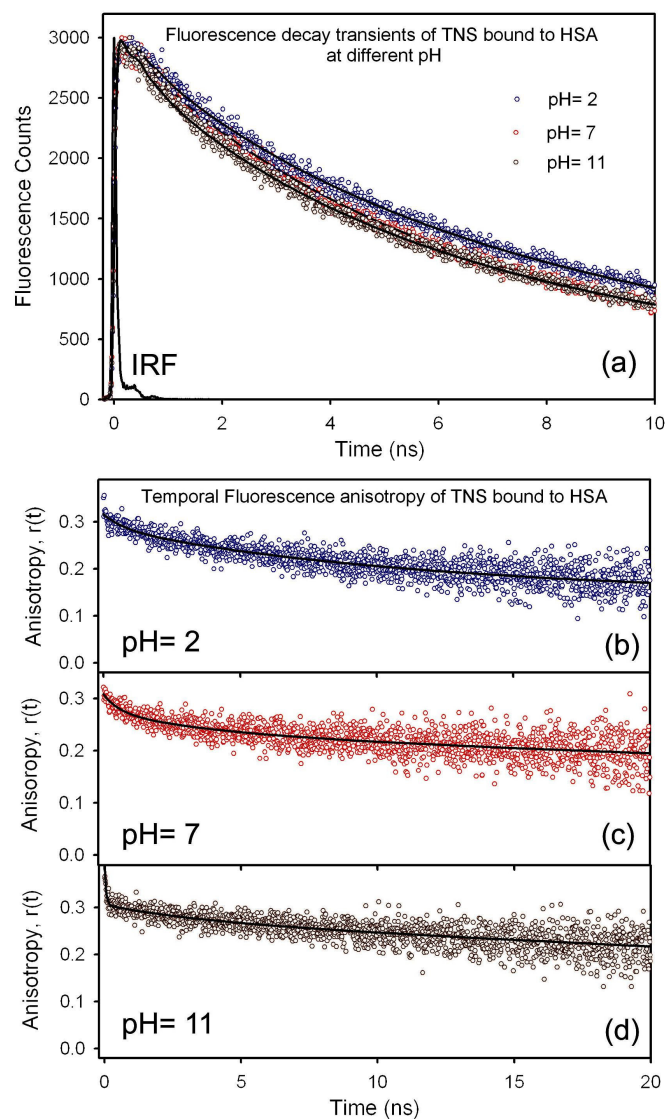 Fluorescence decay transients of TNS bound to HSA
at different pH
pH= 2
pH= 7
pH= 11
3000
2500
2000
1500
1000
500
0
Fluorescence Counts
IRF
(a)
0
2
4
6
8
10
Time (ns)
Temporal Fluorescence anisotropy of TNS bound to HSA
0.3
0.2
0.1
0.0
Anisotropy, r(t)
pH= 2
(b)
0.3
0.2
0.1
0.0
Anisoropy, r(t)
pH= 7
(c)
0.3
0.2
0.1
0.0
Anisotropy, r(t)
pH= 11
(d)
0
5
10
15
20
Time (ns)